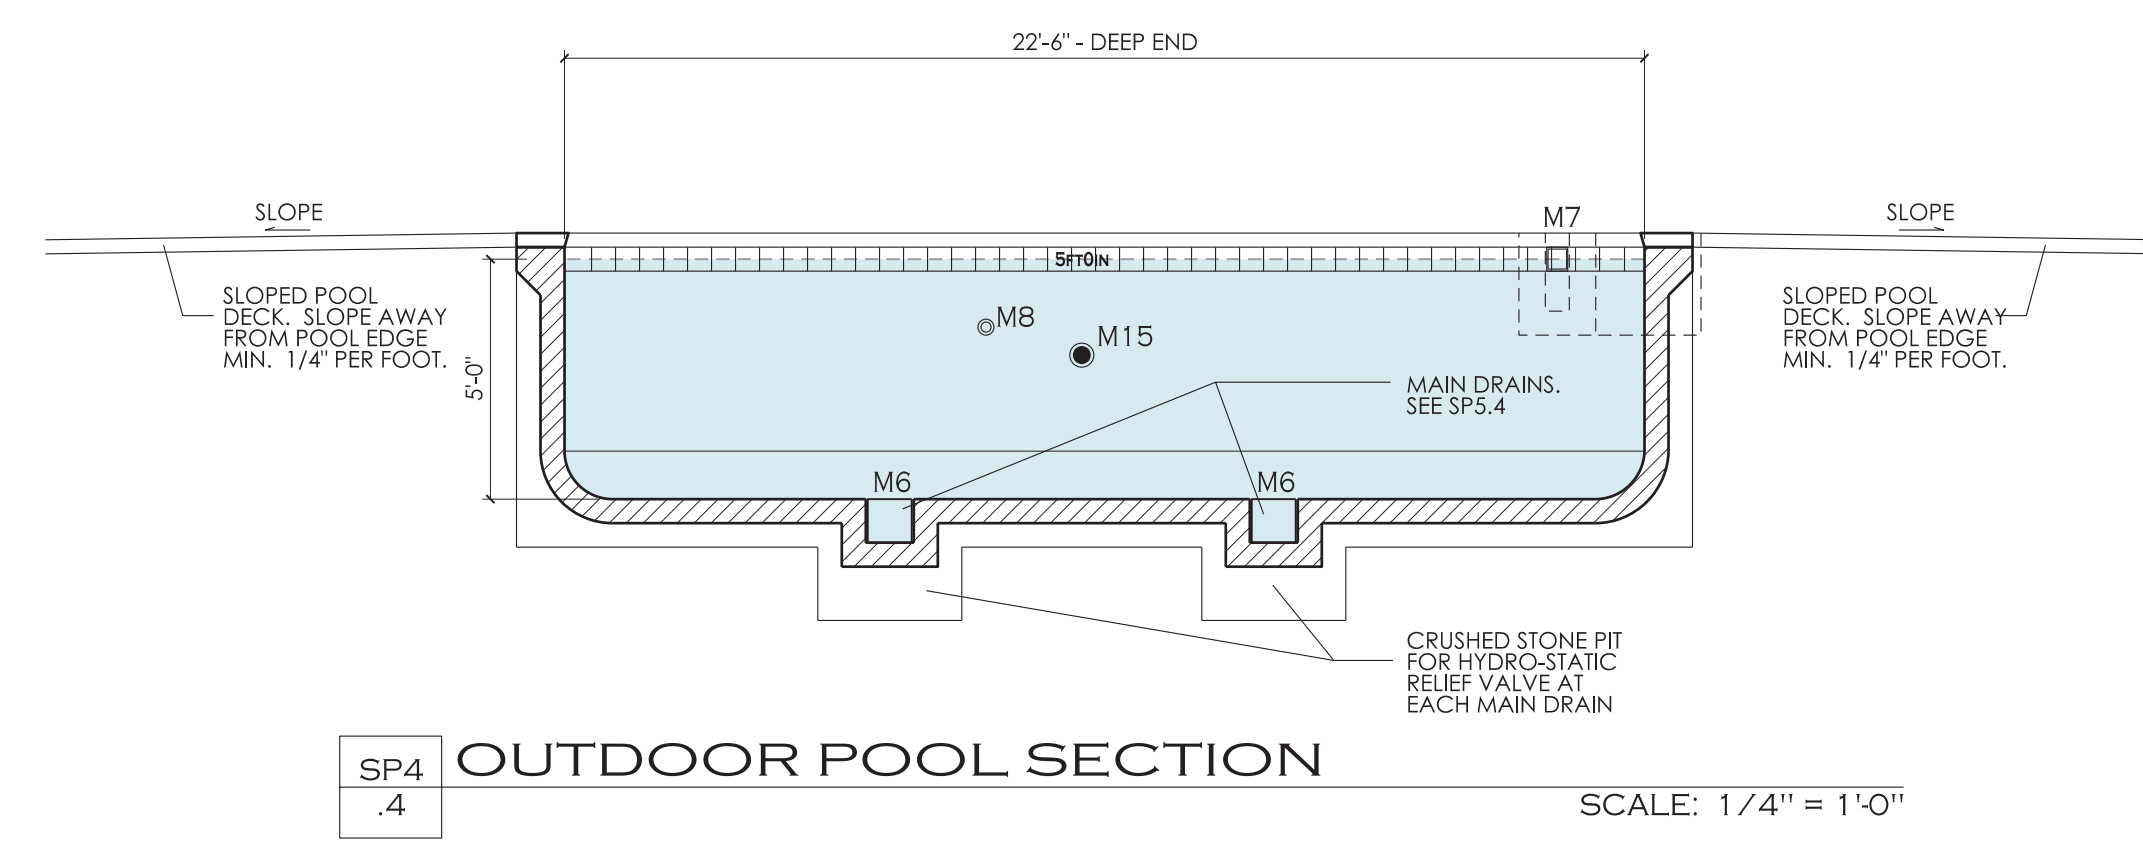 22'-6" - DEEP END
SLOPE
M7
SLOPE
5FT0IN
SLOPED POOL
DECK. SLOPE AWAY
FROM POOL EDGE
MIN. 1/4" PER FOOT.
M8
M15
SLOPED POOL
DECK. SLOPE AWAY
FROM POOL EDGE
MIN. 1/4" PER FOOT.
5'-0"
MAIN DRAINS.
SEE SP5.4
M6
M6
CRUSHED STONE PIT
FOR HYDRO-STATIC
RELIEF VALVE AT
EACH MAIN DRAIN
SP4
.4
OUTDOOR POOL SECTION
SCALE: 1/4" = 1'-0"